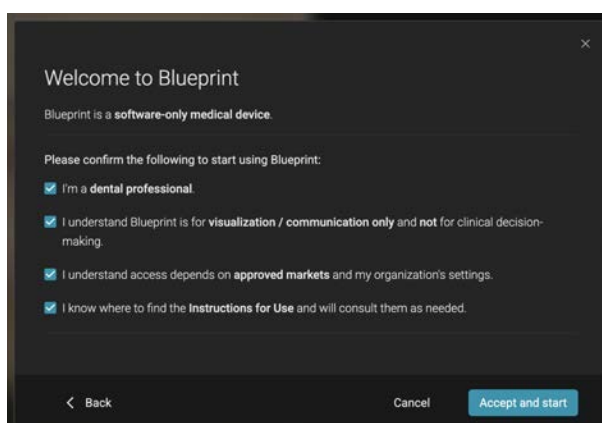 Welcome to Blueprint
Blueprint is a software-only medical device.
Please confirm the following to start using Blueprint:
I'm a dental professional.
I understand Blueprint is for visualization / communication only and not for clinical decision-
making.
I understand access depends on approved markets and my organization's settings.
I know where to find the Instructions for Use and will consult them as needed.
Back
Cancel
Accept and start